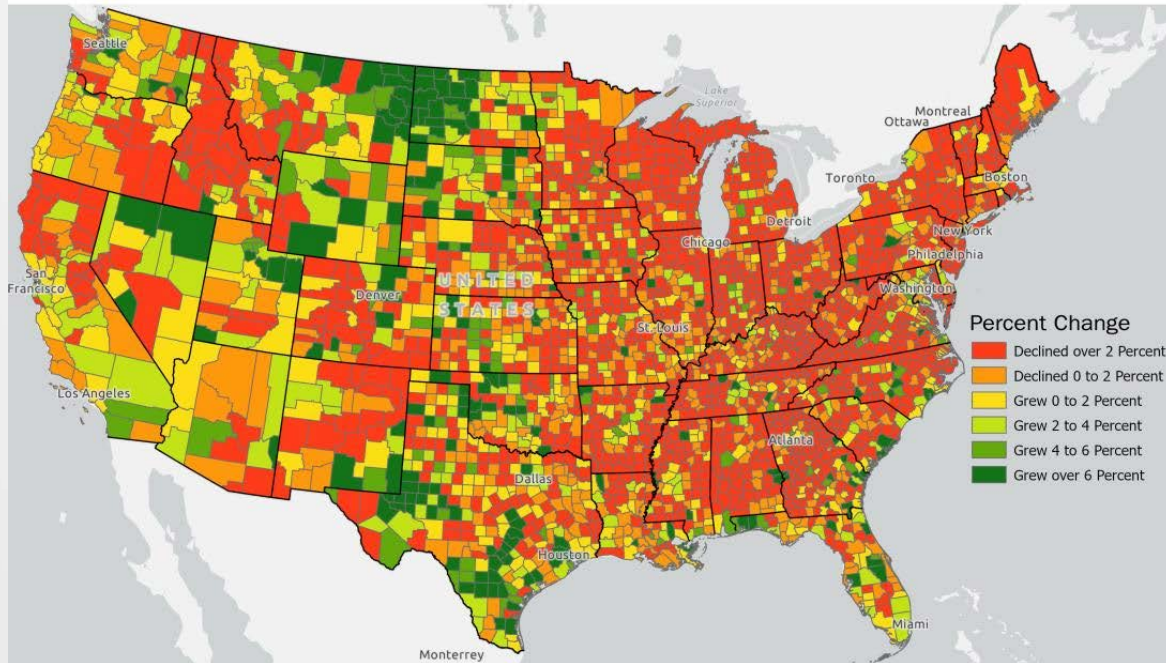 Seattle
Lake
Superior
Montreal
Ottawa
Toronto
Boston
Detroit
Chicago
New York
Philadelphia
San
Francisco
Denver
UNITED
STATES
St. Louis
Washington
Los Angeles
Atlanta
Dallas
Houston
Miami
Monterrey
Percent Change
Declined over 2 Percent
Declined 0 to 2 Percent
Grew 0 to 2 Percent
Grew 2 to 4 Percent
Grew 4 to 6 Percent
Grew over 6 Percent